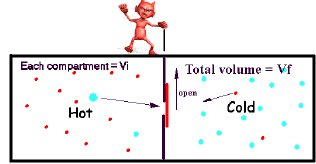 Each compartment = Vi
Total volume = Vf
open
Hot
Cold